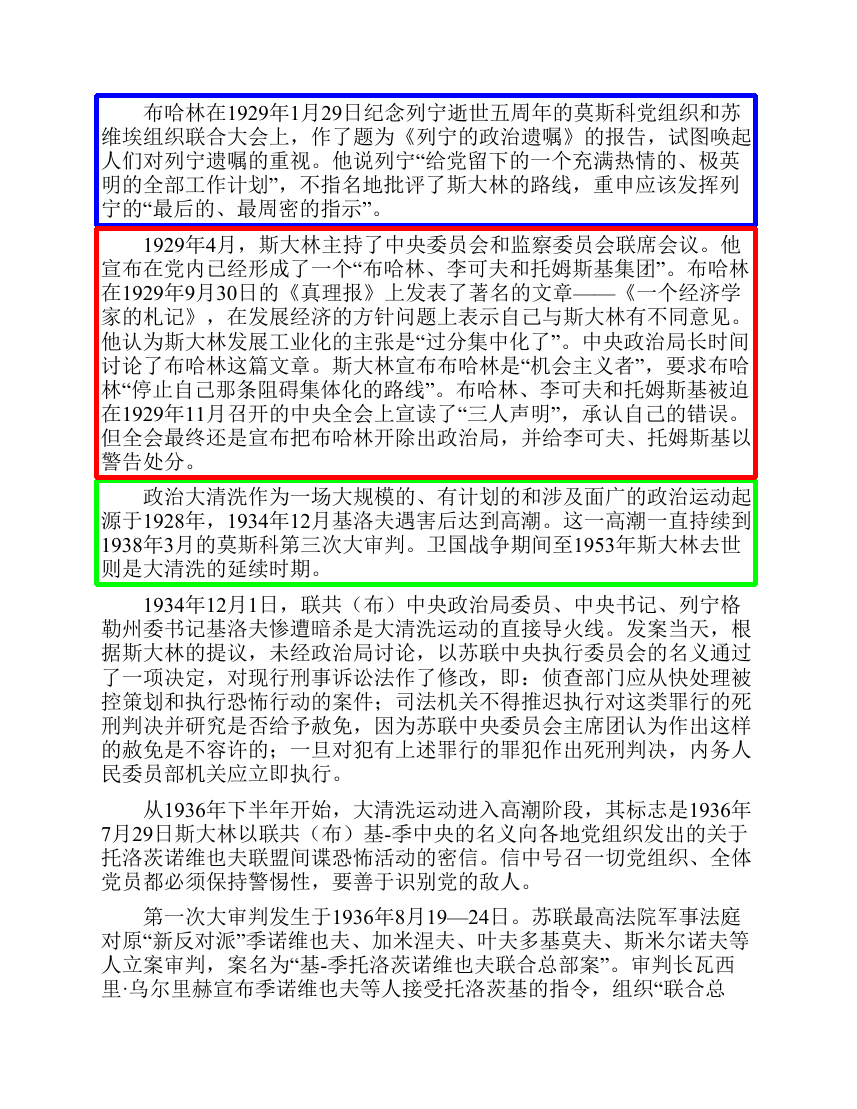 布哈林在1929年1月29日纪念列宁逝世五周年的莫斯科党组织和苏
维埃组织联合大会上，作了题为《列宁的政治遗嘱》的报告，试图唤起
人们对列宁遗嘱的重视。他说列宁“给党留下的一个充满热情的、极英
明的全部工作计划”，不指名地批评了斯大林的路线，重申应该发挥列
宁的“最后的、最周密的指示”。
1929年4月，斯大林主持了中央委员会和监察委员会联席会议。他
宣布在党内已经形成了一个“布哈林、李可夫和托姆斯基集团”。布哈林
在1929年9月30日的《真理报》上发表了著名的文章——《一个经济学
家的札记》，在发展经济的方针问题上表示自己与斯大林有不同意见。
他认为斯大林发展工业化的主张是“过分集中化了”。中央政治局长时间
讨论了布哈林这篇文章。斯大林宣布布哈林是“机会主义者”，要求布哈
林“停止自己那条阻碍集体化的路线”。布哈林、李可夫和托姆斯基被迫
在1929年11月召开的中央全会上宣读了“三人声明”，承认自己的错误。
但全会最终还是宣布把布哈林开除出政治局，并给李可夫、托姆斯基以
警告处分。
政治大清洗作为一场大规模的、有计划的和涉及面广的政治运动起
源于1928年，1934年12月基洛夫遇害后达到高潮。这一高潮一直持续到
1938年3月的莫斯科第三次大审判。卫国战争期间至1953年斯大林去世
则是大清洗的延续时期。
1934年12月1日，联共（布）中央政治局委员、中央书记、列宁格
勒州委书记基洛夫惨遭暗杀是大清洗运动的直接导火线。发案当天，根
据斯大林的提议，未经政治局讨论，以苏联中央执行委员会的名义通过
了一项决定，对现行刑事诉讼法作了修改，即：侦查部门应从快处理被
控策划和执行恐怖行动的案件；司法机关不得推迟执行对这类罪行的死
刑判决并研究是否给予赦免，因为苏联中央委员会主席团认为作出这样
的赦免是不容许的；一旦对犯有上述罪行的罪犯作出死刑判决，内务人
民委员部机关应立即执行。
从1936年下半年开始，大清洗运动进入高潮阶段，其标志是1936年
7月29日斯大林以联共（布）基-季中央的名义向各地党组织发出的关于
托洛茨诺维也夫联盟间谍恐怖活动的密信。信中号召一切党组织、全体
党员都必须保持警惕性，要善于识别党的敌人。
第一次大审判发生于1936年8月19—24日。苏联最高法院军事法庭
对原“新反对派”季诺维也夫、加米涅夫、叶夫多基莫夫、斯米尔诺夫等
人立案审判，案名为“基-季托洛茨诺维也夫联合总部案”。审判长瓦西
里·乌尔里赫宣布季诺维也夫等人接受托洛茨基的指令，组织“联合总